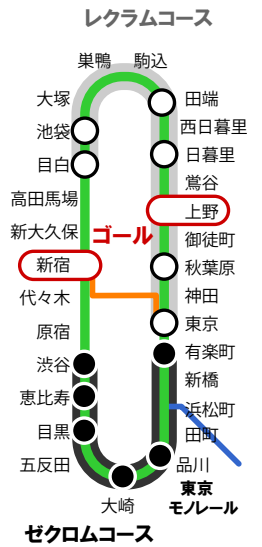 レクラムコース
巣鴨
駒込
大塚
池袋
目白
高田馬場
新大久保
新宿
代々木
原宿
渋谷
恵比寿
目黒
五反田
大崎
田端
西日暮里
日暮里
鶯谷
上野
御徒町
秋葉原
神田
東京
有楽町
新橋
浜松町
田町
品川
ゴール
東京
モノレール
ゼクロムコース